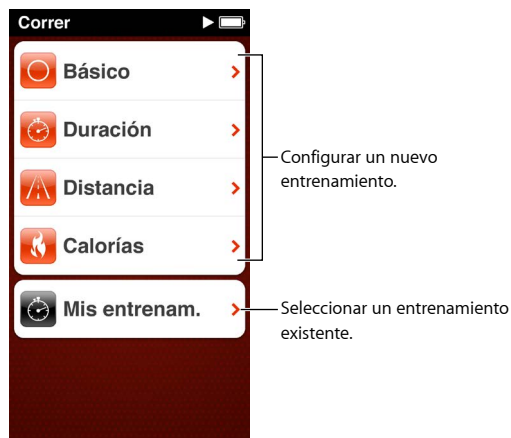 Correr
Básico
Duración
Distancia
Calorías
Mis entrenam.
Configurar un nuevo
entrenamiento.
Seleccionar un entrenamiento
existente.